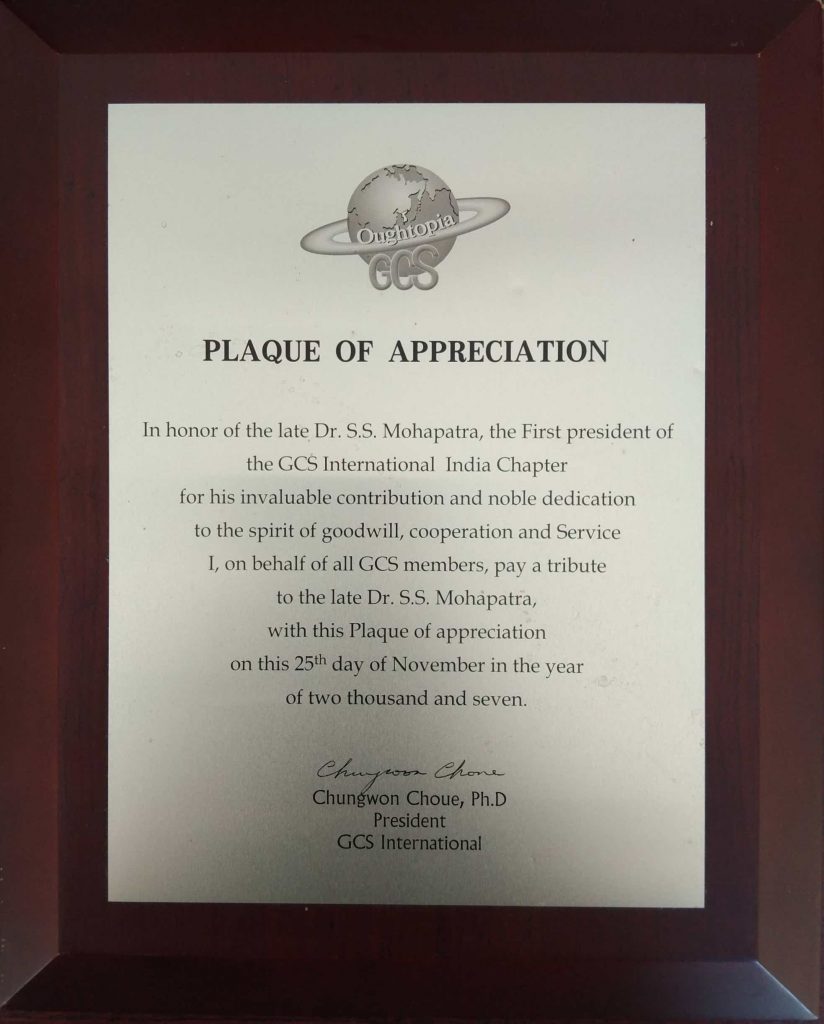 Oughtopia
GCS
PLAQUE OF APPRECIATION
In honor of the late Dr. S.S. Mohapatra, the First president of
the GCS International India Chapter
for his invaluable contribution and noble dedication
to the spirit of goodwill, cooperation and Service
I, on behalf of all GCS members, pay a tribute
to the late Dr. S.S. Mohapatra,
with this Plaque of appreciation
on this 25th day of November in the year
of two thousand and seven.
Chungwon Choue
Chungwon Choue, Ph.D
President
GCS International